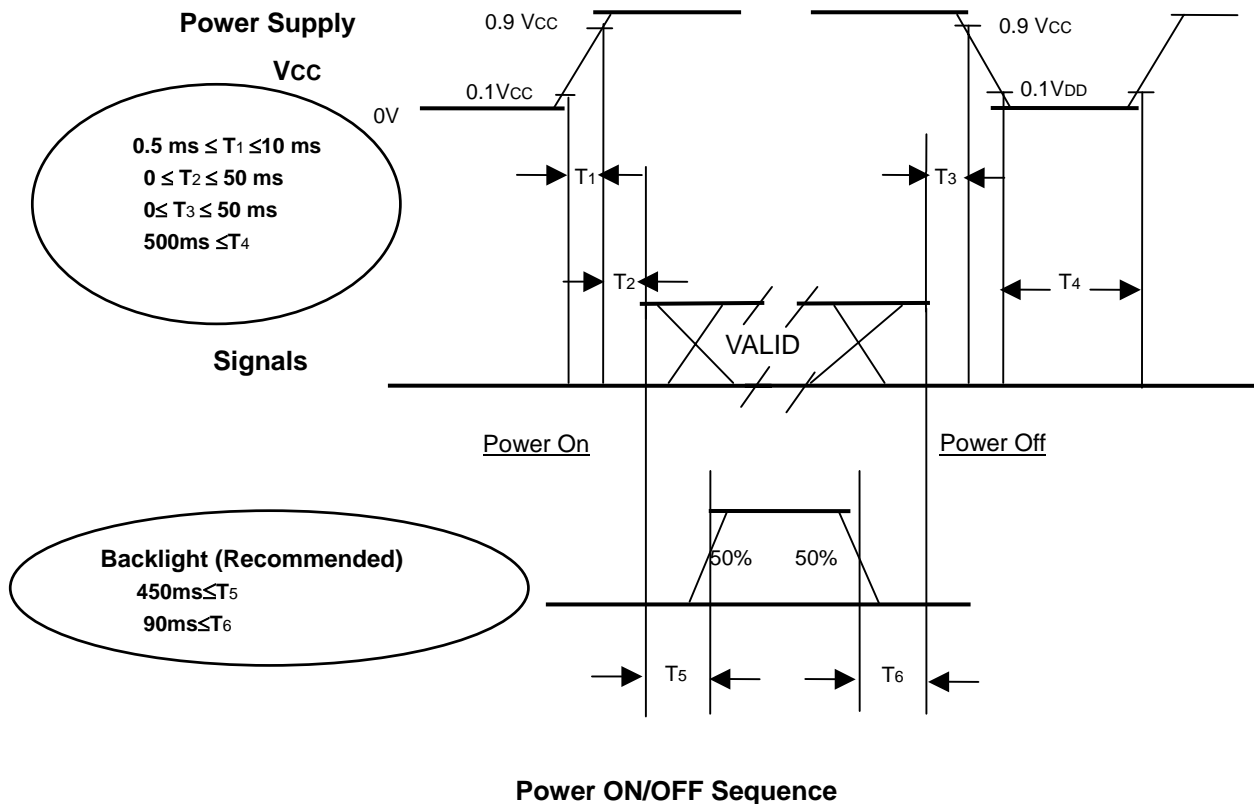 Power Supply
VCC
0.9 VCC
0.1VCC
0V
0.9 VCC
0.1VDD
0.5 ms ≤ T1 ≤10 ms
0 ≤ T2 ≤ 50 ms
0≤ T3 ≤ 50 ms
500ms ≤T4
T1
T3
T2
T4
VALID
Signals
Power On
Power Off
Backlight (Recommended)
450ms≤T5
90ms≤T6
50%
50%
T5
T6
Power ON/OFF Sequence